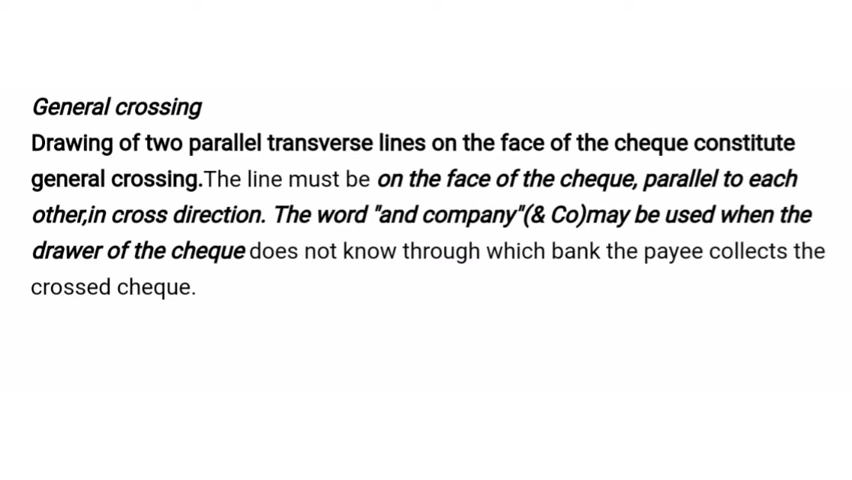 General crossing
Drawing of two parallel transverse lines on the face of the cheque constitute
general crossing.The line must be on the face of the cheque, parallel to each
other,in cross direction. The word "and company"(& Co)may be used when the
drawer of the cheque does not know through which bank the payee collects the
crossed cheque.